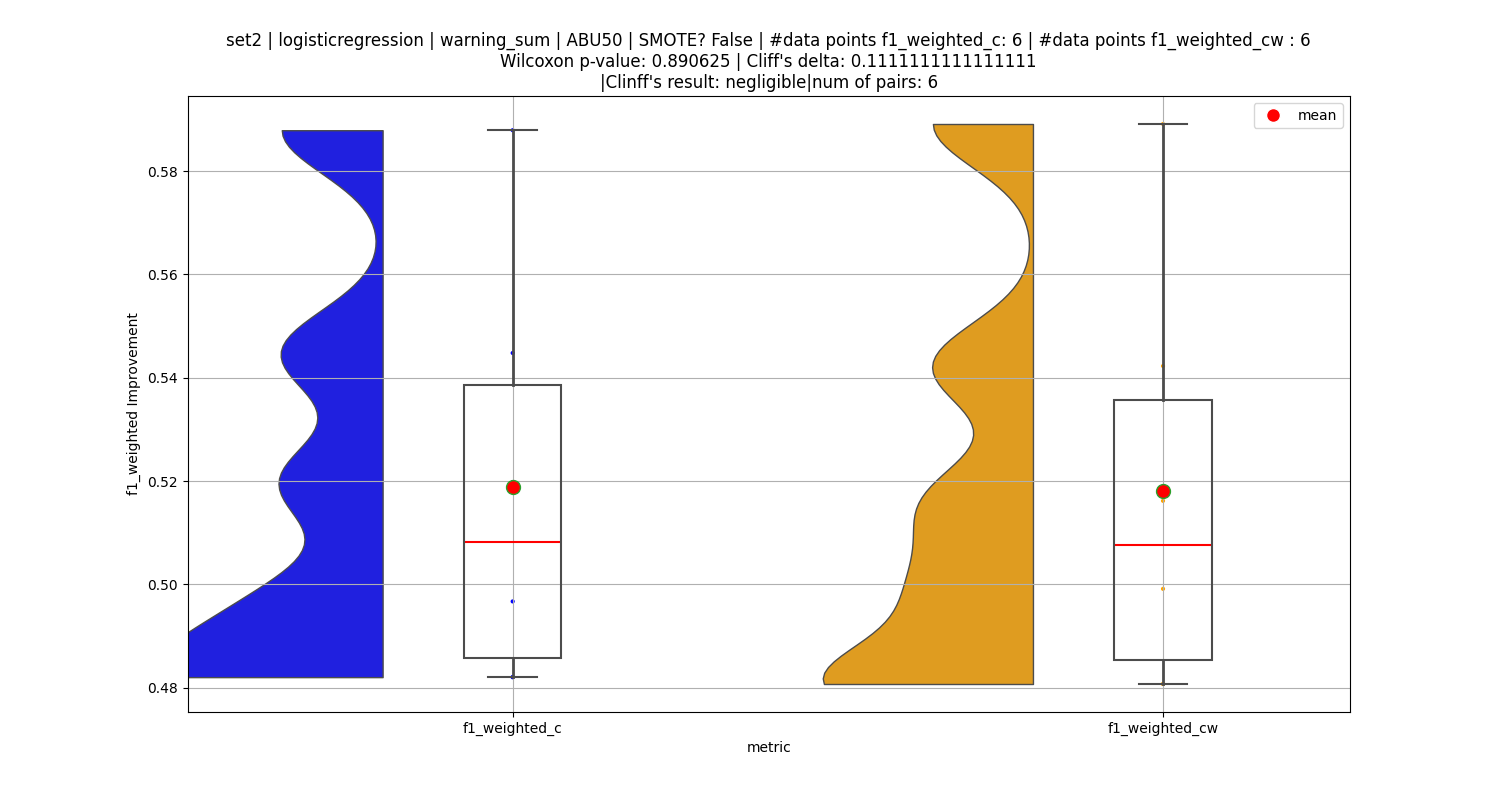 set2 | logisticregression | warning_sum | ABU50 | SMOTE? False | #data points f1_weighted_c: 6 | #data points f1_weighted_cw : 6
Wilcoxon p-value: 0.890625 | Cliff's delta: 0.1111111111111111
|Clinff's result: negligible|num of pairs: 6
mean
0.58
0.56
0.54
0.52
0.50
0.48
f1_weighted Improvement
f1_weighted_c
f1_weighted_cw
metric